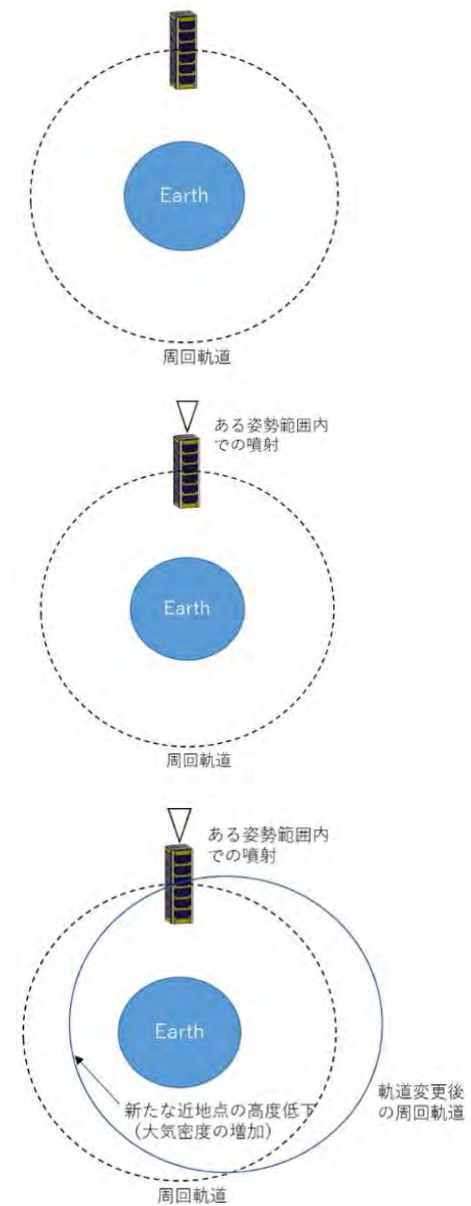 Earth
周回軌道
ある姿勢範囲内
での噴射
Earth
周回軌道
ある姿勢範囲内
での噴射
Earth
軌道変更後
の周回軌道
新たな近地点の高度低下
（大気密度の増加）
周回軌道